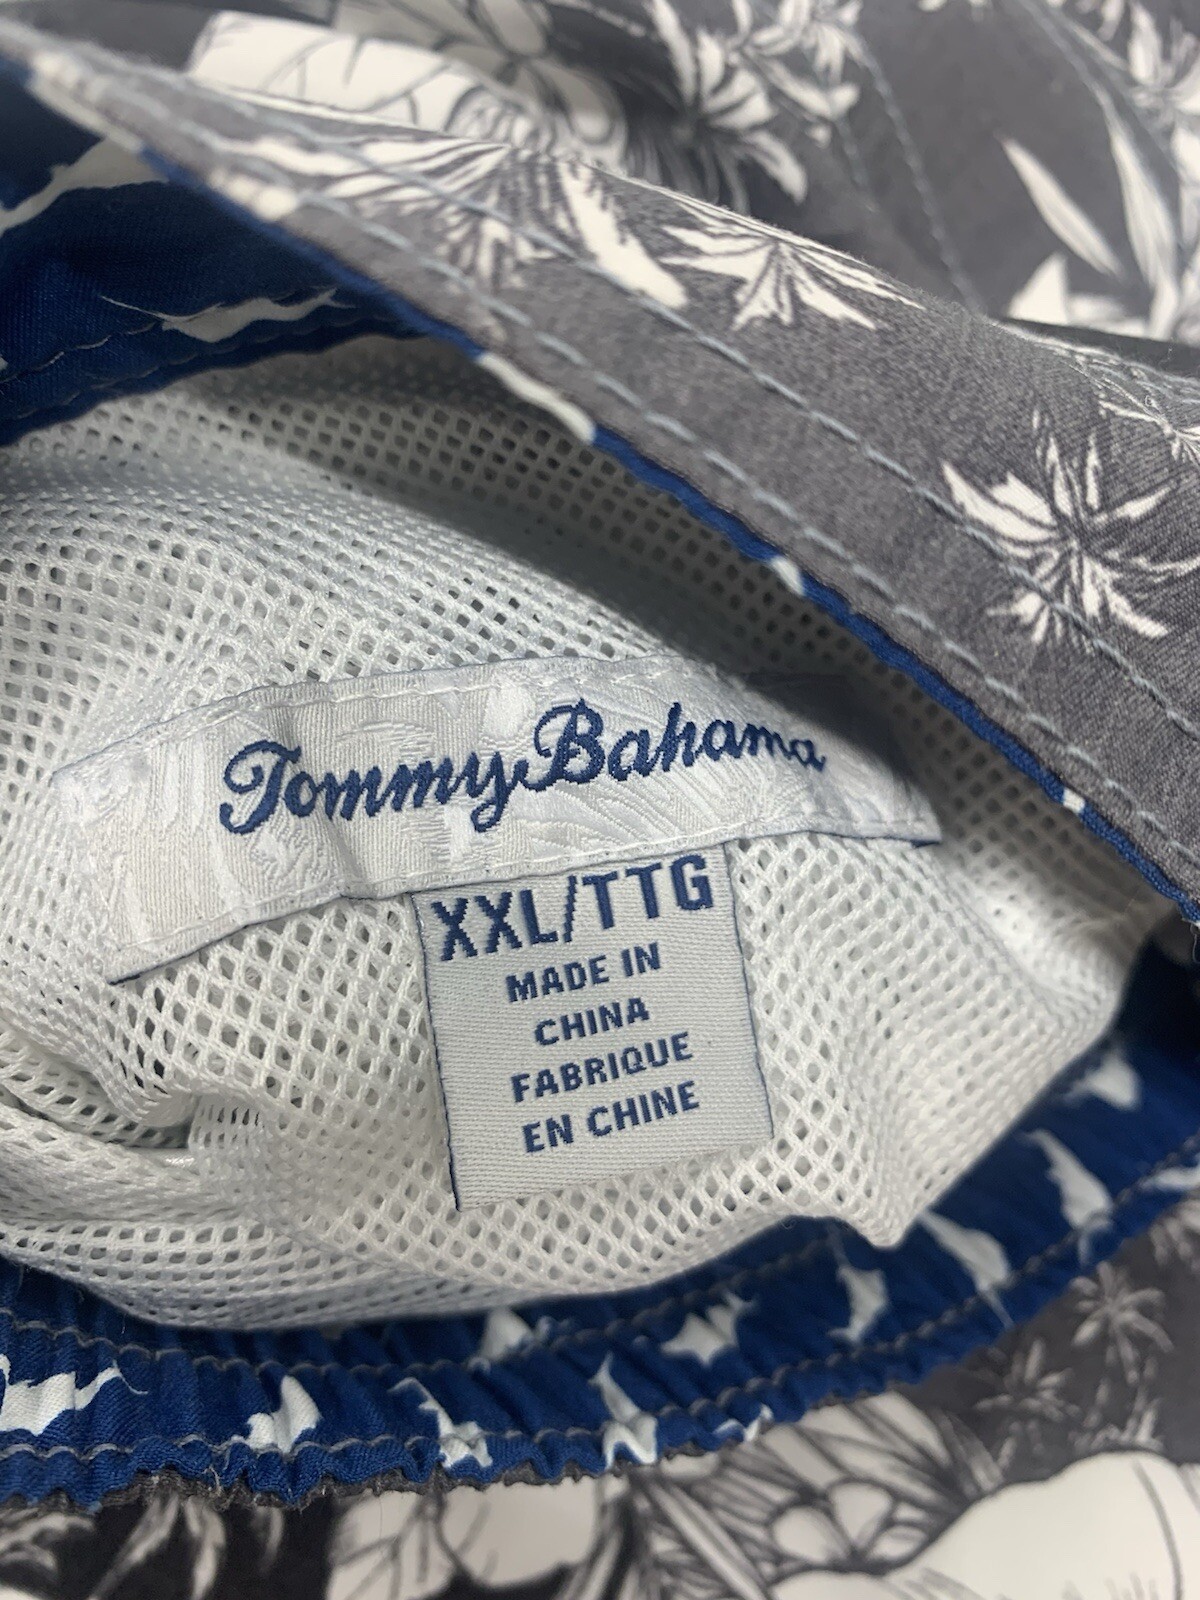 Tommy Bahama
XXL/TTG
MADE IN
CHINA
FABRIQUE
EN CHINE